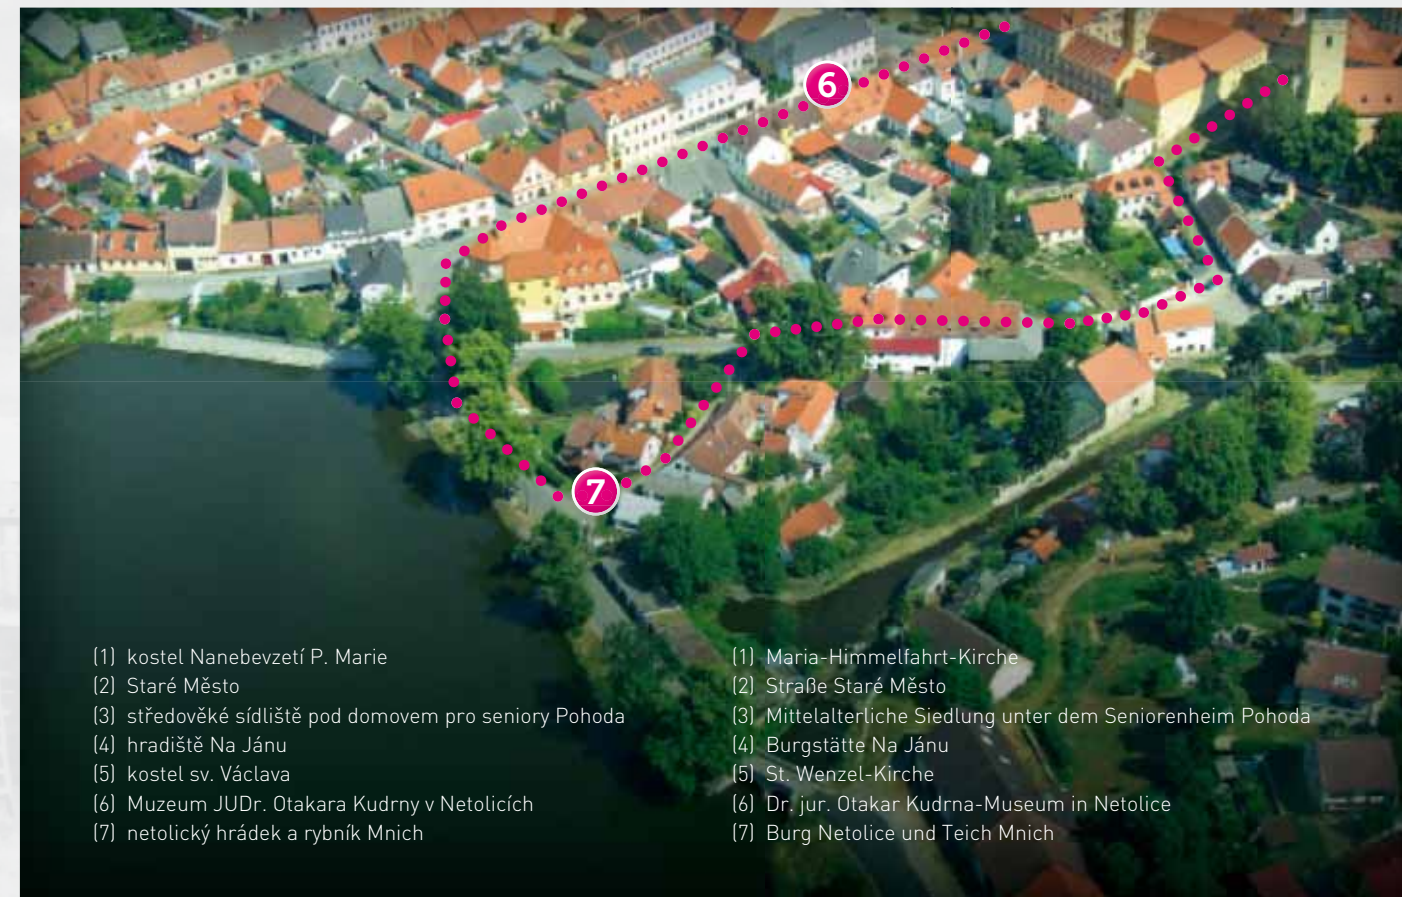 6
7
(1) kostel Nanebevzetí P. Marie
(2) Staré Město
(3) středověké sídliště pod domovem pro seniory Pohoda
(4) hradiště Na Jánu
(5) kostel sv. Václava
(6) Muzeum JUDr. Otakara Kudrny v Netolicích
(7) netolický hrádek a rybník Mnich
(1) Maria-Himmelfahrt-Kirche
(2) Straße Staré Město
(3) Mittelalterliche Siedlung unter dem Seniorenheim Pohoda
(4) Burgstätte Na Jánu
(5) St. Wenzel-Kirche
(6) Dr. jur. Otakar Kudrna-Museum in Netolice
(7) Burg Netolice und Teich Mnich